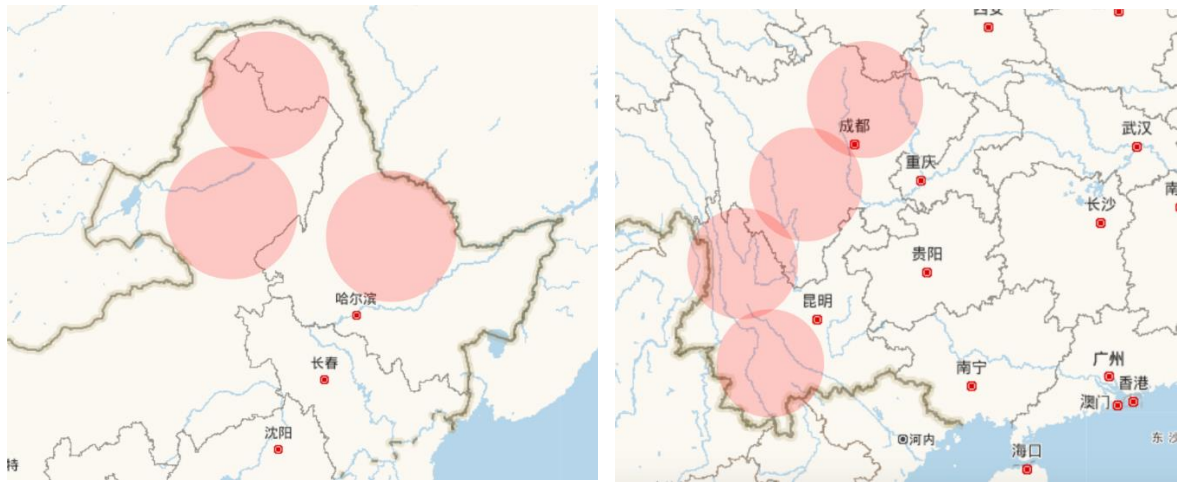 哈尔滨
长春
沈阳
特
西安
成都
武汉
重庆
长沙
南
贵阳
昆明
南宁
广州
香港
澳门
河内
东沙
海口